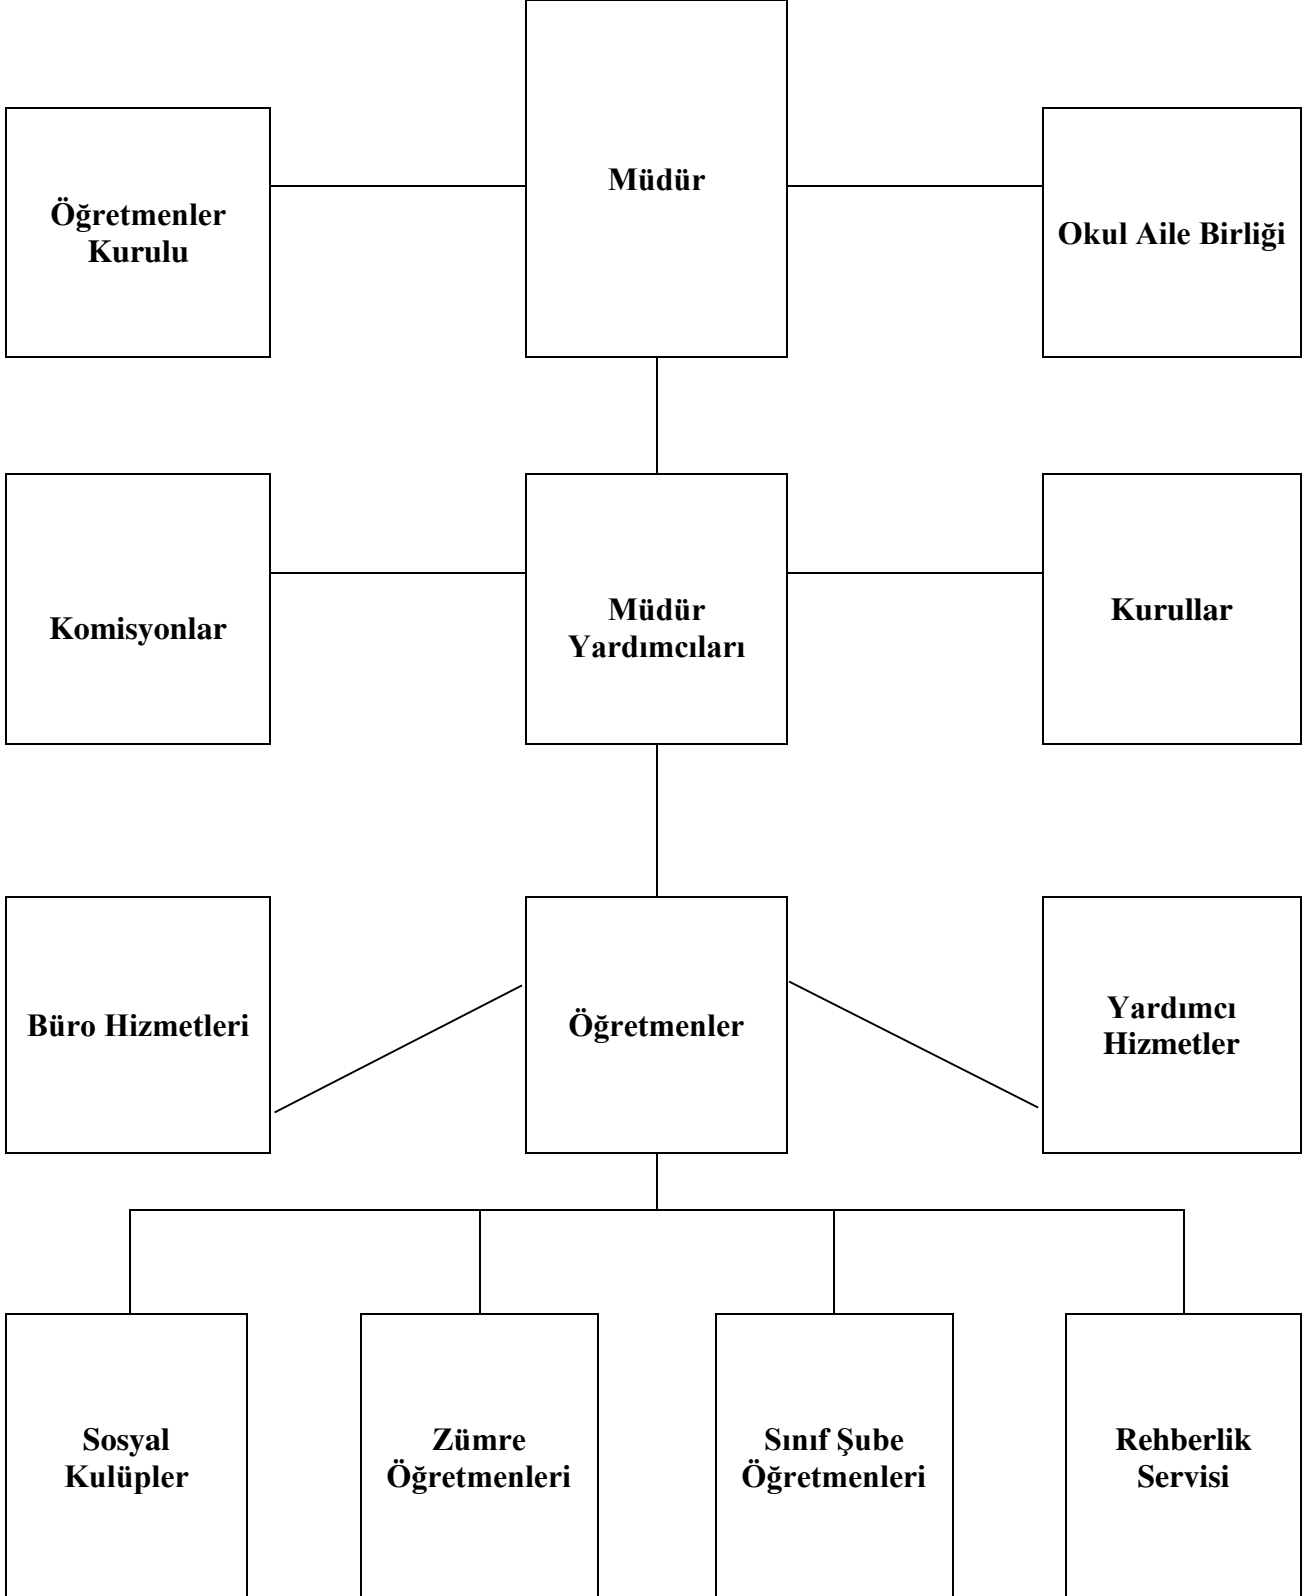 Müdür
Öğretmenler
Kurulu
Okul Aile Birliği
Komisyonlar
Müdür
Yardımcıları
Kurullar
Büro Hizmetleri
Öğretmenler
Yardımcı
Hizmetler
Sosyal
Kulüpler
Zümre
Öğretmenleri
Sınıf Şube
Öğretmenleri
Rehberlik
Servisi